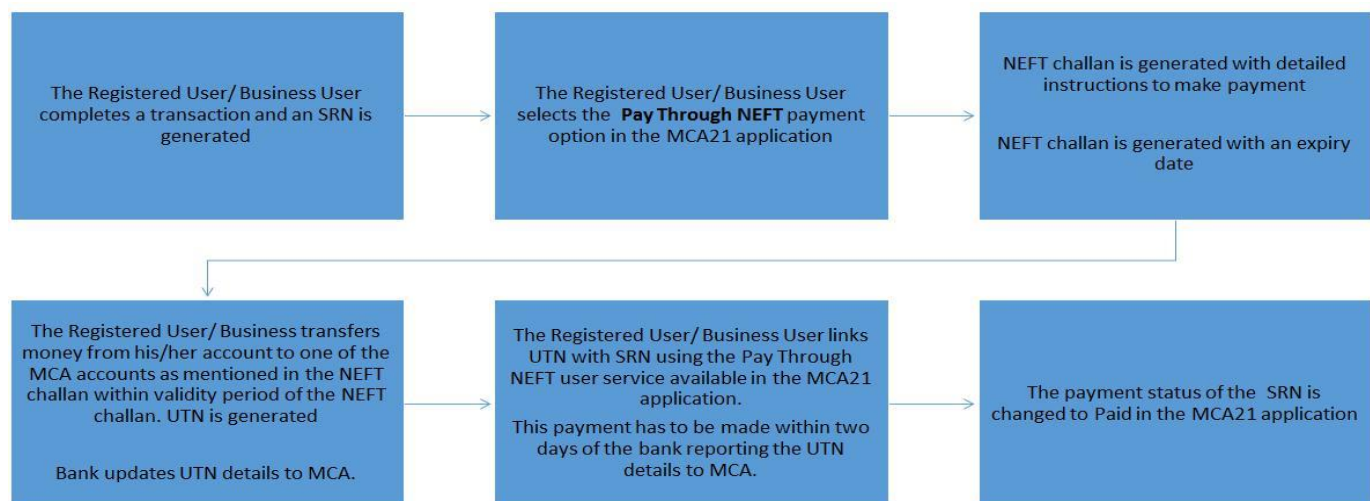 The Registered User/ Business User
completes a transaction and an SRN is
generated
The Registered User/ Business User
selects the Pay Through NEFT payment
option in the MCA21 application
NEFT challan is generated with detailed
instructions to make payment
NEFT challan is generated with an expiry
date
The Registered User/ Business transfers
money from his/her account to one of the
MCA accounts as mentioned in the NEFT
challan within validity period of the NEFT
challan. UTN is generated
Bank updates UTN details to MCA.
The Registered User/ Business User links
UTN with SRN using the Pay Through
NEFT user service available in the MCA21
application.
This payment has to be made within two
days of the bank reporting the UTN
details to MCA.
The payment status of the SRN is
changed to Paid in the MCA21 application